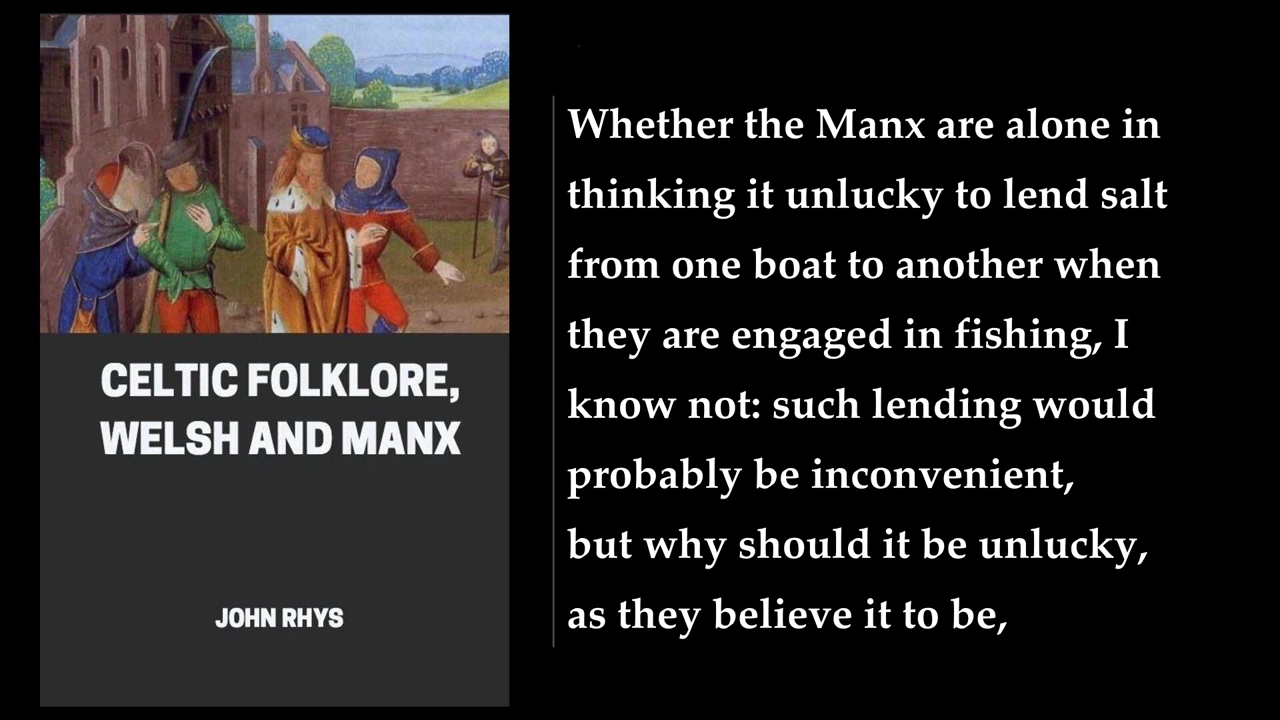 CELTIC FOLKLORE,
WELSH AND MANX
JOHN RHYS
Whether the Manx are alone in
thinking it unlucky to lend salt
from one boat to another when
they are engaged in fishing, I
know not: such lending would
probably be inconvenient,
but why should it be unlucky,
as they believe it to be,